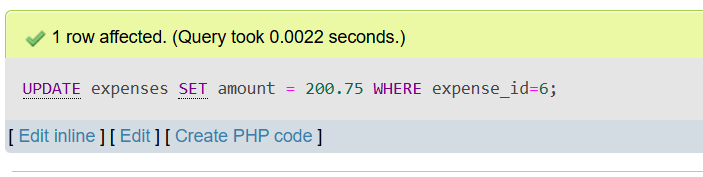 1 row affected. (Query took 0.0022 seconds.)
UPDATE expenses SET amount = 200.75 WHERE expense_id=6;
[ Edit inline ] [ Edit ] [ Create PHP code ]